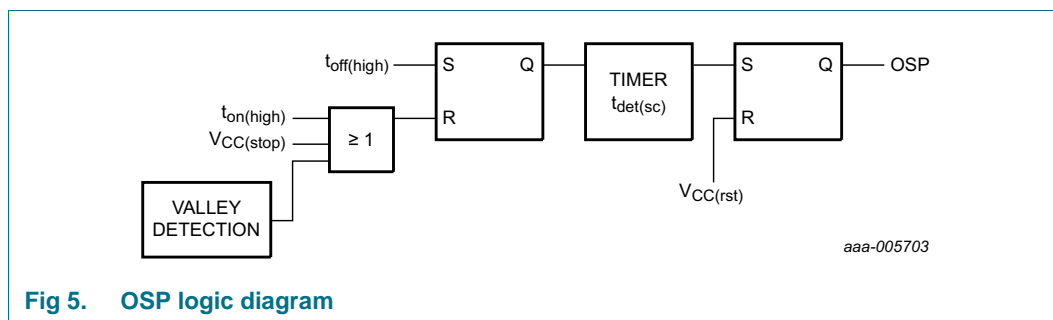 toff(high)
S
Q
TIMER
tdet(sc)
S
Q
OSP
ton(high)
VCC(stop)
≥ 1
R
R
VCC(rst)
VALLEY
DETECTION
aaa-005703
Fig 5. OSP logic diagram